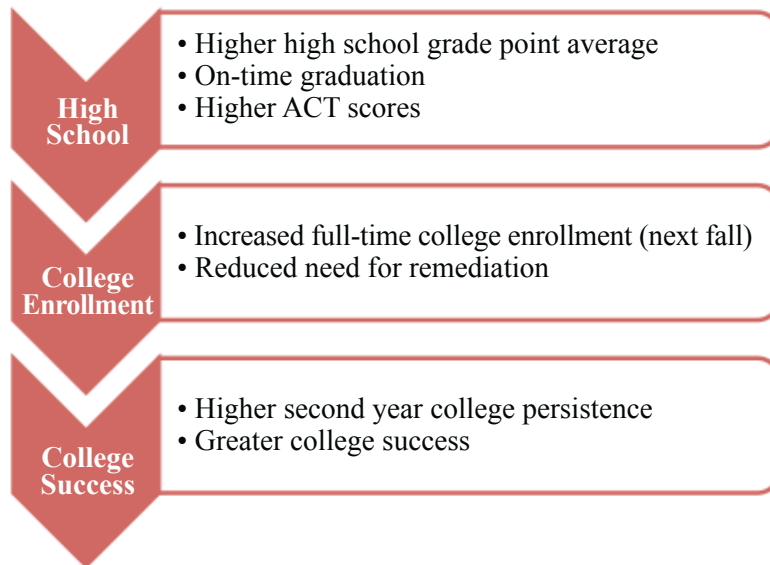 High
School
• Higher high school grade point average
• On-time graduation
• Higher ACT scores
College
Enrollment
• Increased full-time college enrollment (next fall)
• Reduced need for remediation
College
Success
• Higher second year college persistence
• Greater college success